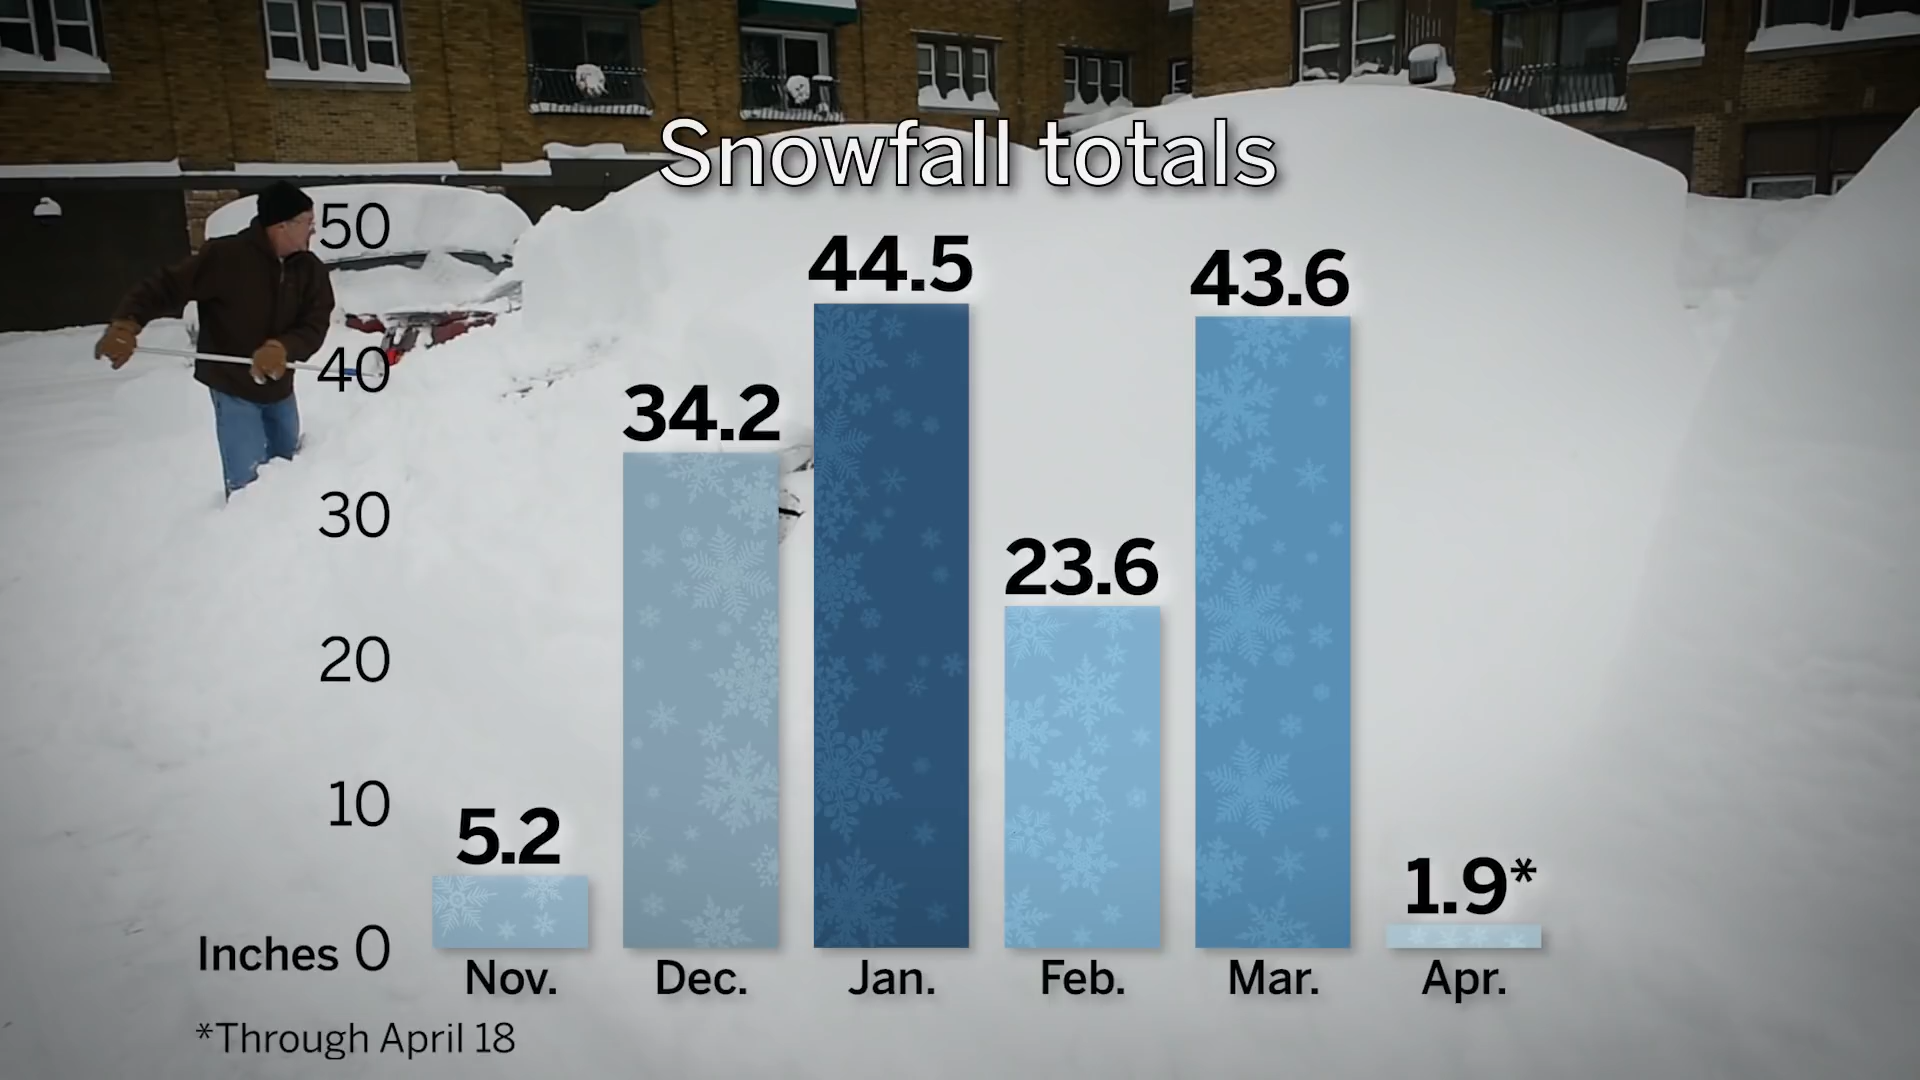 Snowfall totals
50
40
30
20
10
Inches 0
5.2
34.2
44.5
23.6
43.6
1.9*
Nov.
Dec.
Jan.
Feb.
Mar.
Apr.
*Through April 18